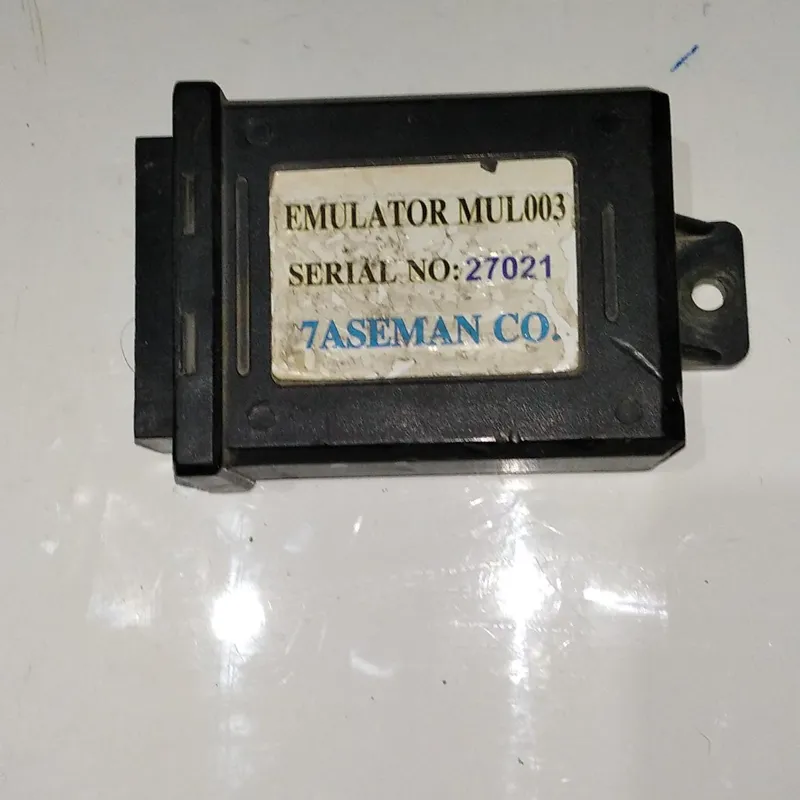 EMULATOR MUL003
SERIAL NO: 27021
7ASEMAN CO.